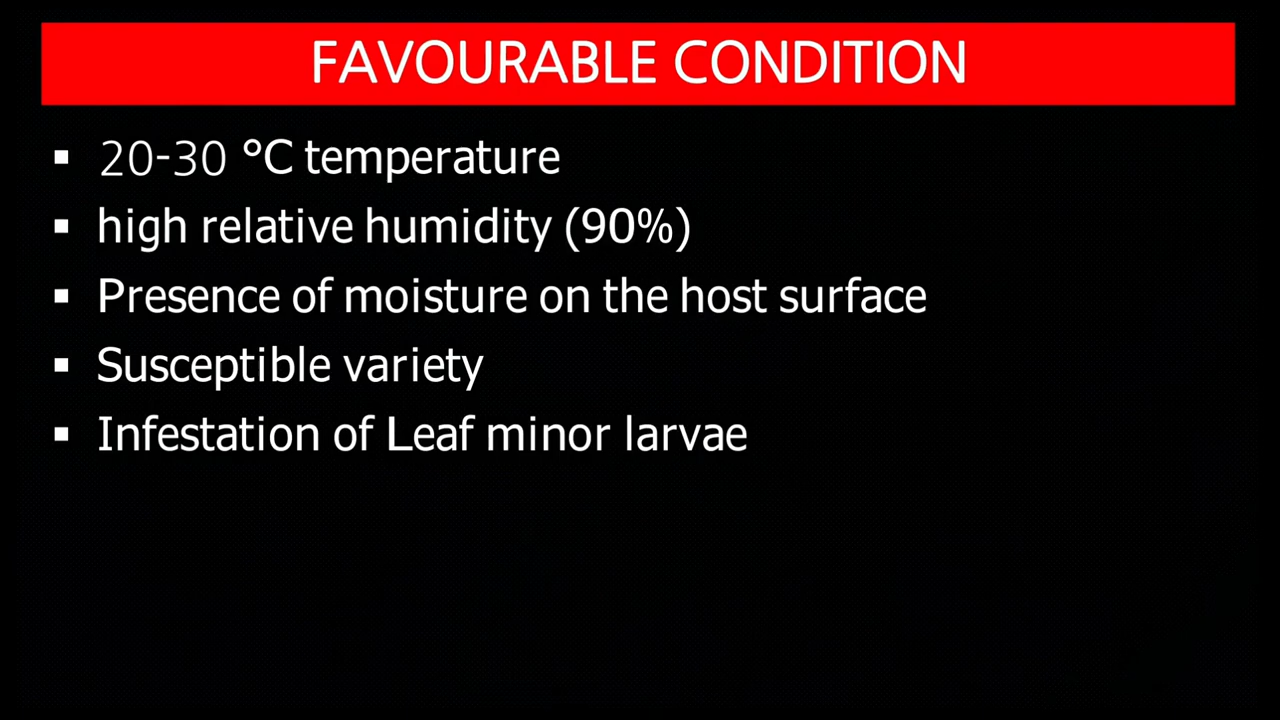 FAVOURABLE CONDITION
▪ 20-30 °C temperature
▪ high relative humidity (90%)
▪ Presence of moisture on the host surface
▪ Susceptible variety
▪ Infestation of Leaf minor larvae